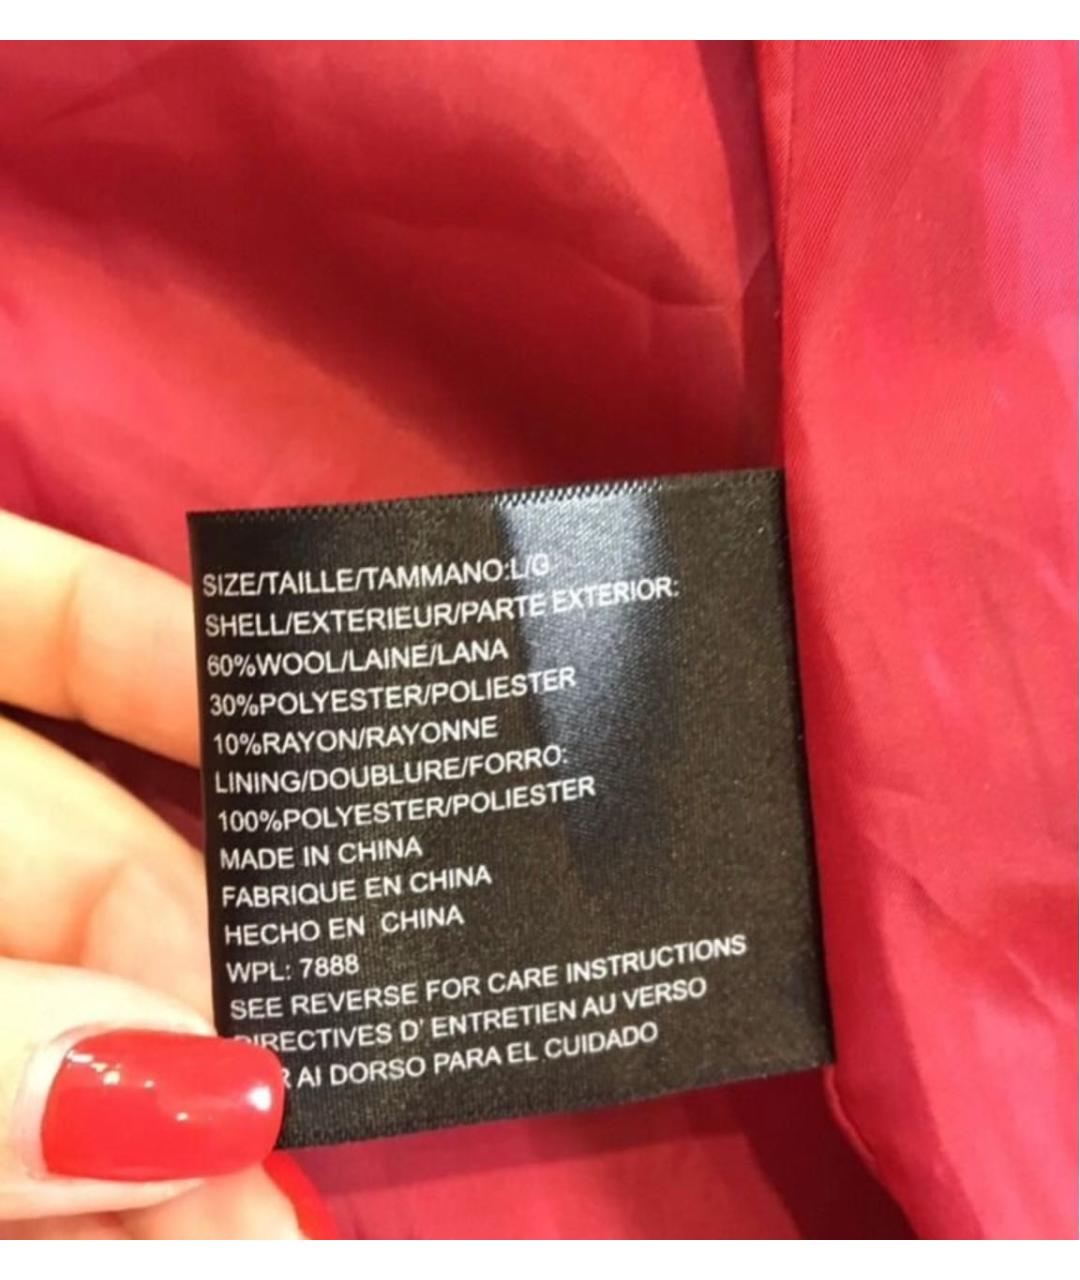 SIZE/TAILLE/TAMMANO:L/G
SHELL/EXTERIEUR/PARTE EXTERIOR:
60%WOOL/LAINE/LANA
30%POLYESTER/POLIESTER
10%RAYON/RAYONNE
LINING/DOUBLURE/FORRO:
100%POLYESTER/POLIESTER
MADE IN CHINA
FABRIQUE EN CHINA
HECHO EN CHINA
WPL: 7888
SEE REVERSE FOR CARE INSTRUCTIONS
DIRECTIVES D' ENTRETIEN AU VERSO
AI DORSO PARA EL CUIDADO